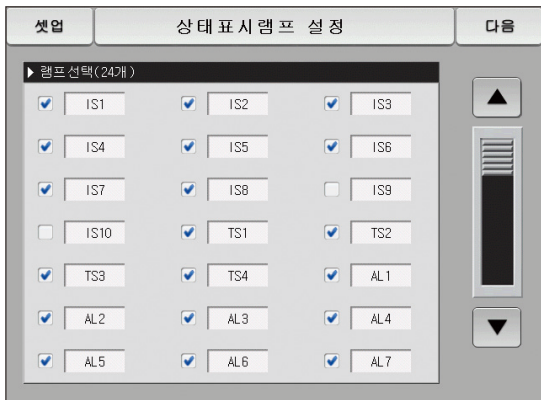 셋업 상태표시램프 설정 다음
▶ 램프선택(24개)
IS1 IS2 IS3
IS4 IS5 IS6
IS7 IS8 IS9
IS10 TS1 TS2
TS3 TS4 AL1
AL2 AL3 AL4
AL5 AL6 AL7